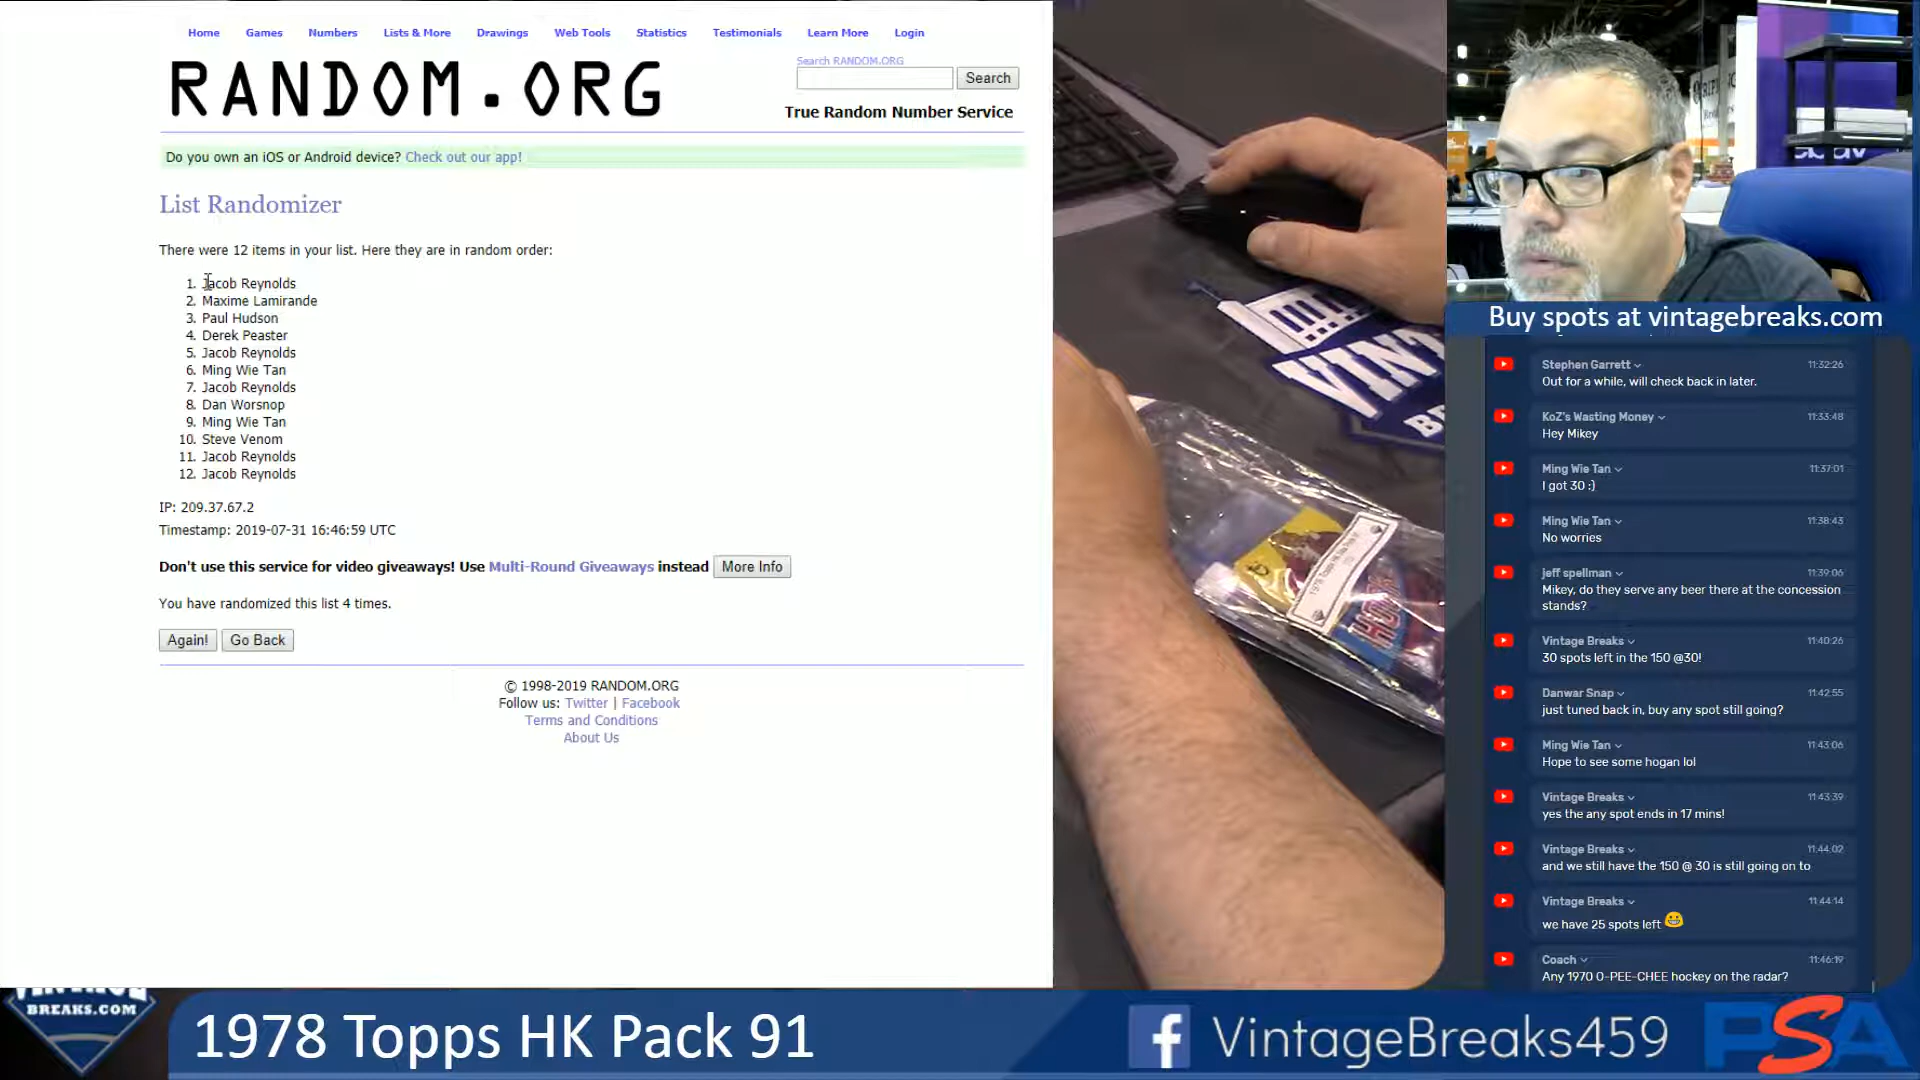 Home Games Numbers Lists & More Drawings Web Tools Statistics Testimonials Learn More Login
RANDOM.ORG
Search RANDOM.ORG
Search
True Random Number Service
Do you own an iOS or Android device? Check out our app!
List Randomizer
There were 12 items in your list. Here they are in random order:
1. Jacob Reynolds
2. Maxime Lamirande
3. Paul Hudson
4. Derek Peaster
5. Jacob Reynolds
6. Ming Wie Tan
7. Jacob Reynolds
8. Dan Worsnop
9. Ming Wie Tan
10. Steve Venom
11. Jacob Reynolds
12. Jacob Reynolds
IP: 209.37.67.2
Timestamp: 2019-07-31 16:46:59 UTC
Don't use this service for video giveaways! Use Multi-Round Giveaways instead More Info
You have randomized this list 4 times.
Again! Go Back
© 1998-2019 RANDOM.ORG
Follow us: Twitter | Facebook
Terms and Conditions
About Us
Buy spots at vintagebreaks.com
Stephen Garrett 11:32:26
Out for a while, will check back in later.
KoZ's Wasting Money 11:33:48
Hey Mikey
Ming Wie Tan 11:37:01
I got 30 :)
Ming Wie Tan 11:38:43
No worries
jeff spellman 11:39:06
Mikey, do they serve any beer there at the concession
stands?
Vintage Breaks 11:40:26
30 spots left in the 150 @30!
Danwar Snap 11:42:55
just tuned back in, buy any spot still going?
Ming Wie Tan 11:43:06
Hope to see some hogan lol
Vintage Breaks 11:43:39
yes the any spot ends in 17 mins!
Vintage Breaks 11:44:02
and we still have the 150 @ 30 is still going on to
Vintage Breaks 11:44:14
we have 25 spots left 😀
Coach 11:46:19
Any 1970 O-PEE-CHEE hockey on the radar?
BREAKS.COM
1978 Topps HK Pack 91
VintageBreaks459
PSA